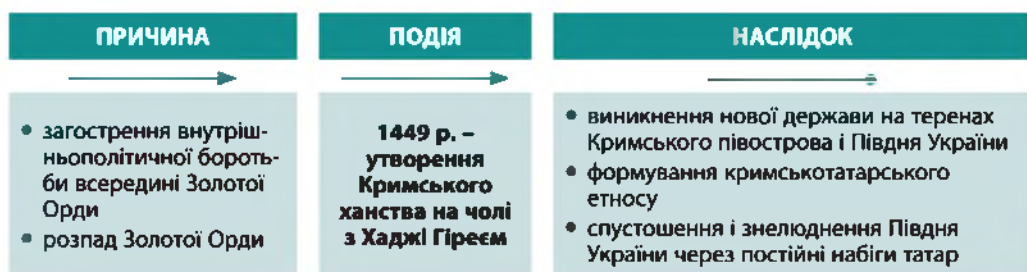 ПРИЧИНА
ПОДІЯ
НАСЛІДОК
• загострення внутріш-
ньополітичної бороть-
би всередині Золотої
Орди
• розпад Золотої Орди
1449 р. –
утворення
Кримського
ханства на чолі
з Хаджі Гіреєм
• виникнення нової держави на теренах
Кримського півострова і Півдня України
• формування кримськотатарського
етносу
• спустошення і знелюднення Півдня
України через постійні набіги татар